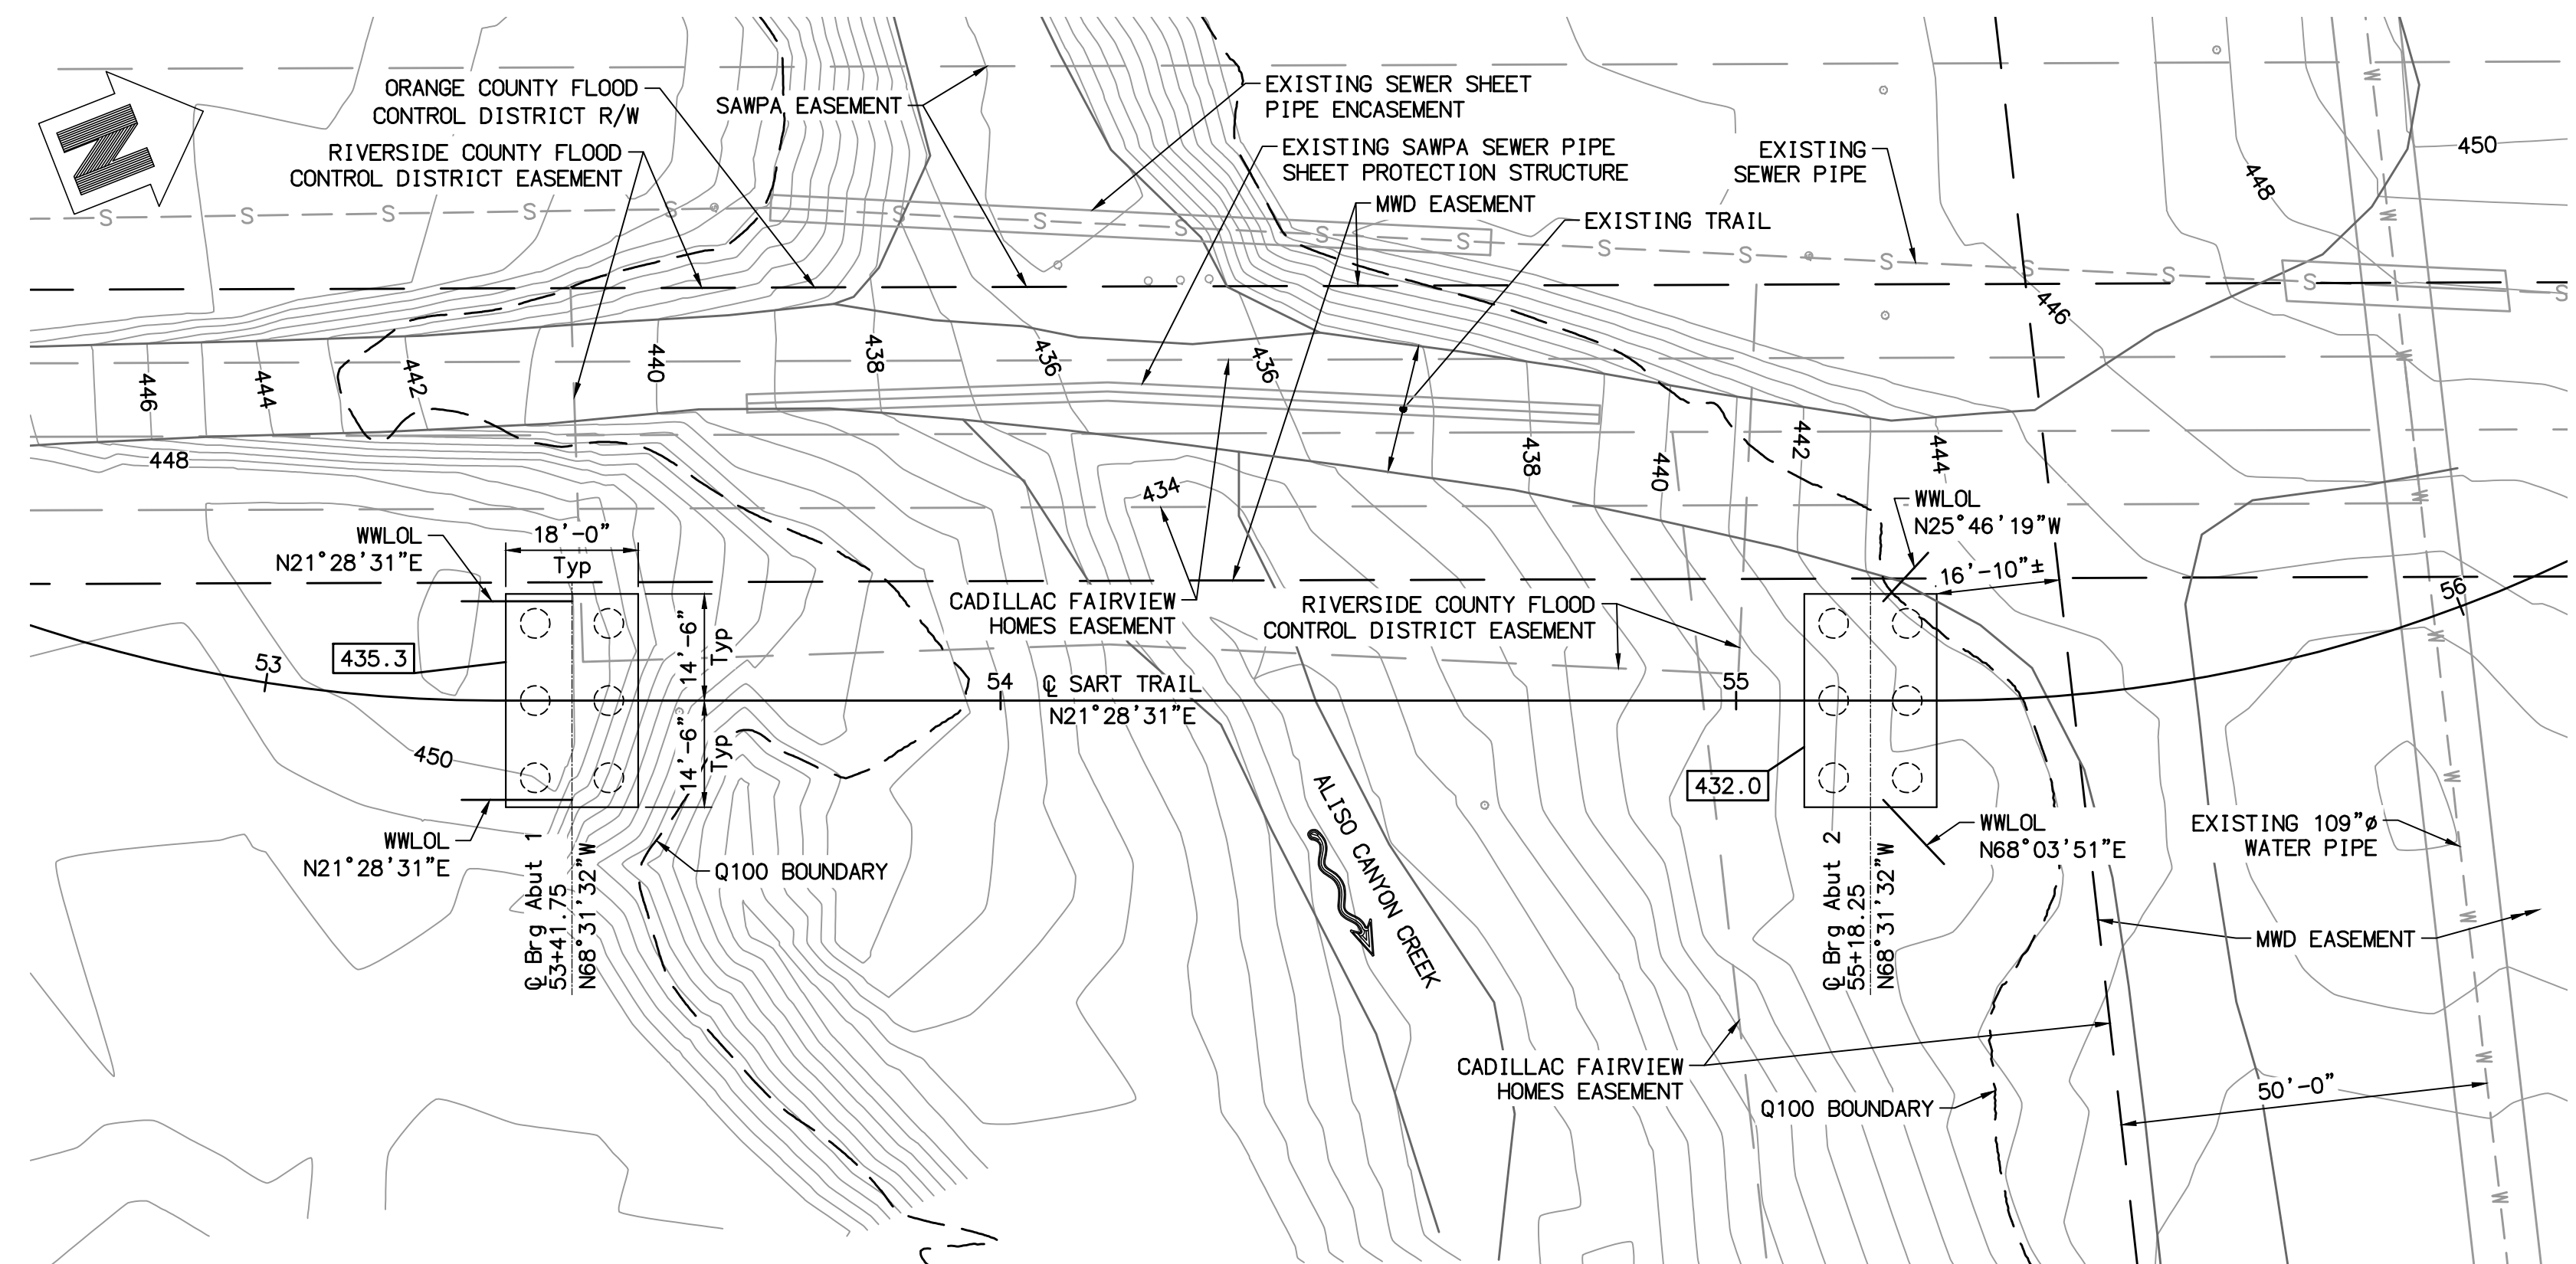 N
ORANGE COUNTY FLOOD
CONTROL DISTRICT R/W
RIVERSIDE COUNTY FLOOD
CONTROL DISTRICT EASEMENT
SAWPA EASEMENT
EXISTING SEWER SHEET
PIPE ENCASEMENT
EXISTING SAWPA SEWER PIPE
SHEET PROTECTION STRUCTURE
MWD EASEMENT
EXISTING TRAIL
EXISTING
SEWER PIPE
450
448
446
S S S S S S S S S S S S S S S S S S
W W W W W W W W W W
446
444
442
440
438
436
436
438
440
442
444
448
434
WWLOL
N21°28'31"E
18'-0"
Typ
435.3
53
450
14'-6"
Typ
14'-6"
Typ
WWLOL
N21°28'31"E
℄ Brg Abut 1
53+41.75
N68°31'32"W
Q100 BOUNDARY
CADILLAC FAIRVIEW
HOMES EASEMENT
54
℄ SART TRAIL
N21°28'31"E
RIVERSIDE COUNTY FLOOD
CONTROL DISTRICT EASEMENT
55
WWLOL
N25°46'19"W
16'-10"±
56
432.0
ALISO CANYON CREEK
℄ Brg Abut 2
55+18.25
N68°31'32"W
WWLOL
N68°03'51"E
EXISTING 109"ø
WATER PIPE
MWD EASEMENT
CADILLAC FAIRVIEW
HOMES EASEMENT
Q100 BOUNDARY
50'-0"